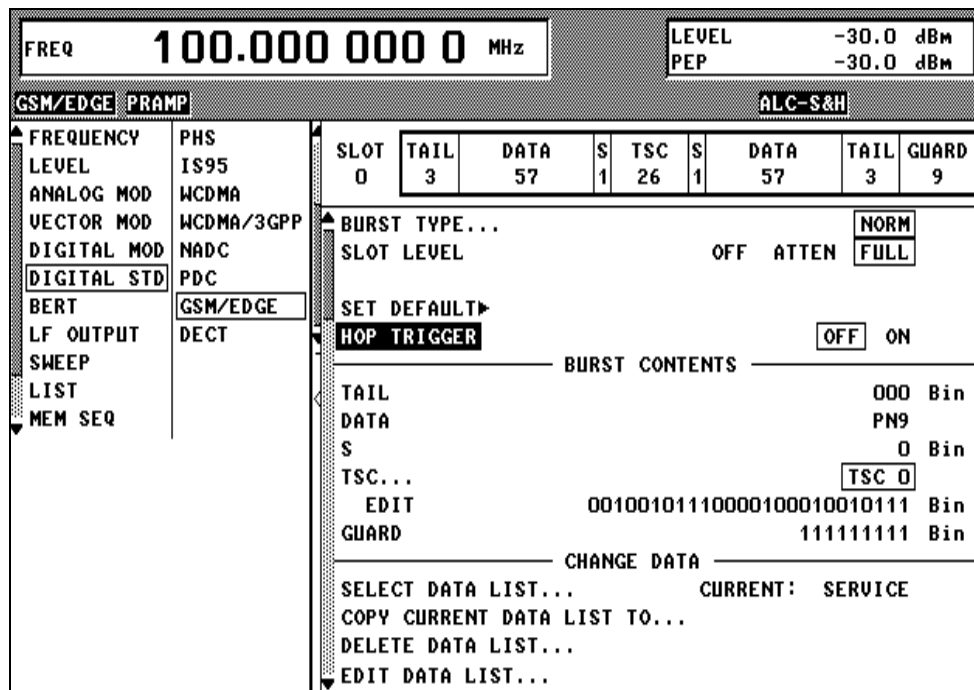 FREQ 100.000 000 0 MHz
LEVEL -30.0 dBm
PEP -30.0 dBm
GSM/EDGE PRAMP ALC-S&H
FREQUENCY
LEVEL
ANALOG MOD
VECTOR MOD
DIGITAL MOD
DIGITAL STD
BERT
LF OUTPUT
SWEEP
LIST
MEM SEQ
PHS
IS95
WCDMA
WCDMA/3GPP
NADC
PDC
GSM/EDGE
DECT
SLOT TAIL DATA S TSC S DATA TAIL GUARD
0 3 57 1 26 1 57 3 9
BURST TYPE... NORM
SLOT LEVEL OFF ATTEN FULL
SET DEFAULT▶
HOP TRIGGER OFF ON
BURST CONTENTS
TAIL 000 Bin
DATA PN9
S 0 Bin
TSC... TSC 0
EDIT 00100101110000100010010111 Bin
GUARD 111111111 Bin
CHANGE DATA
SELECT DATA LIST... CURRENT: SERVICE
COPY CURRENT DATA LIST TO...
DELETE DATA LIST...
EDIT DATA LIST...